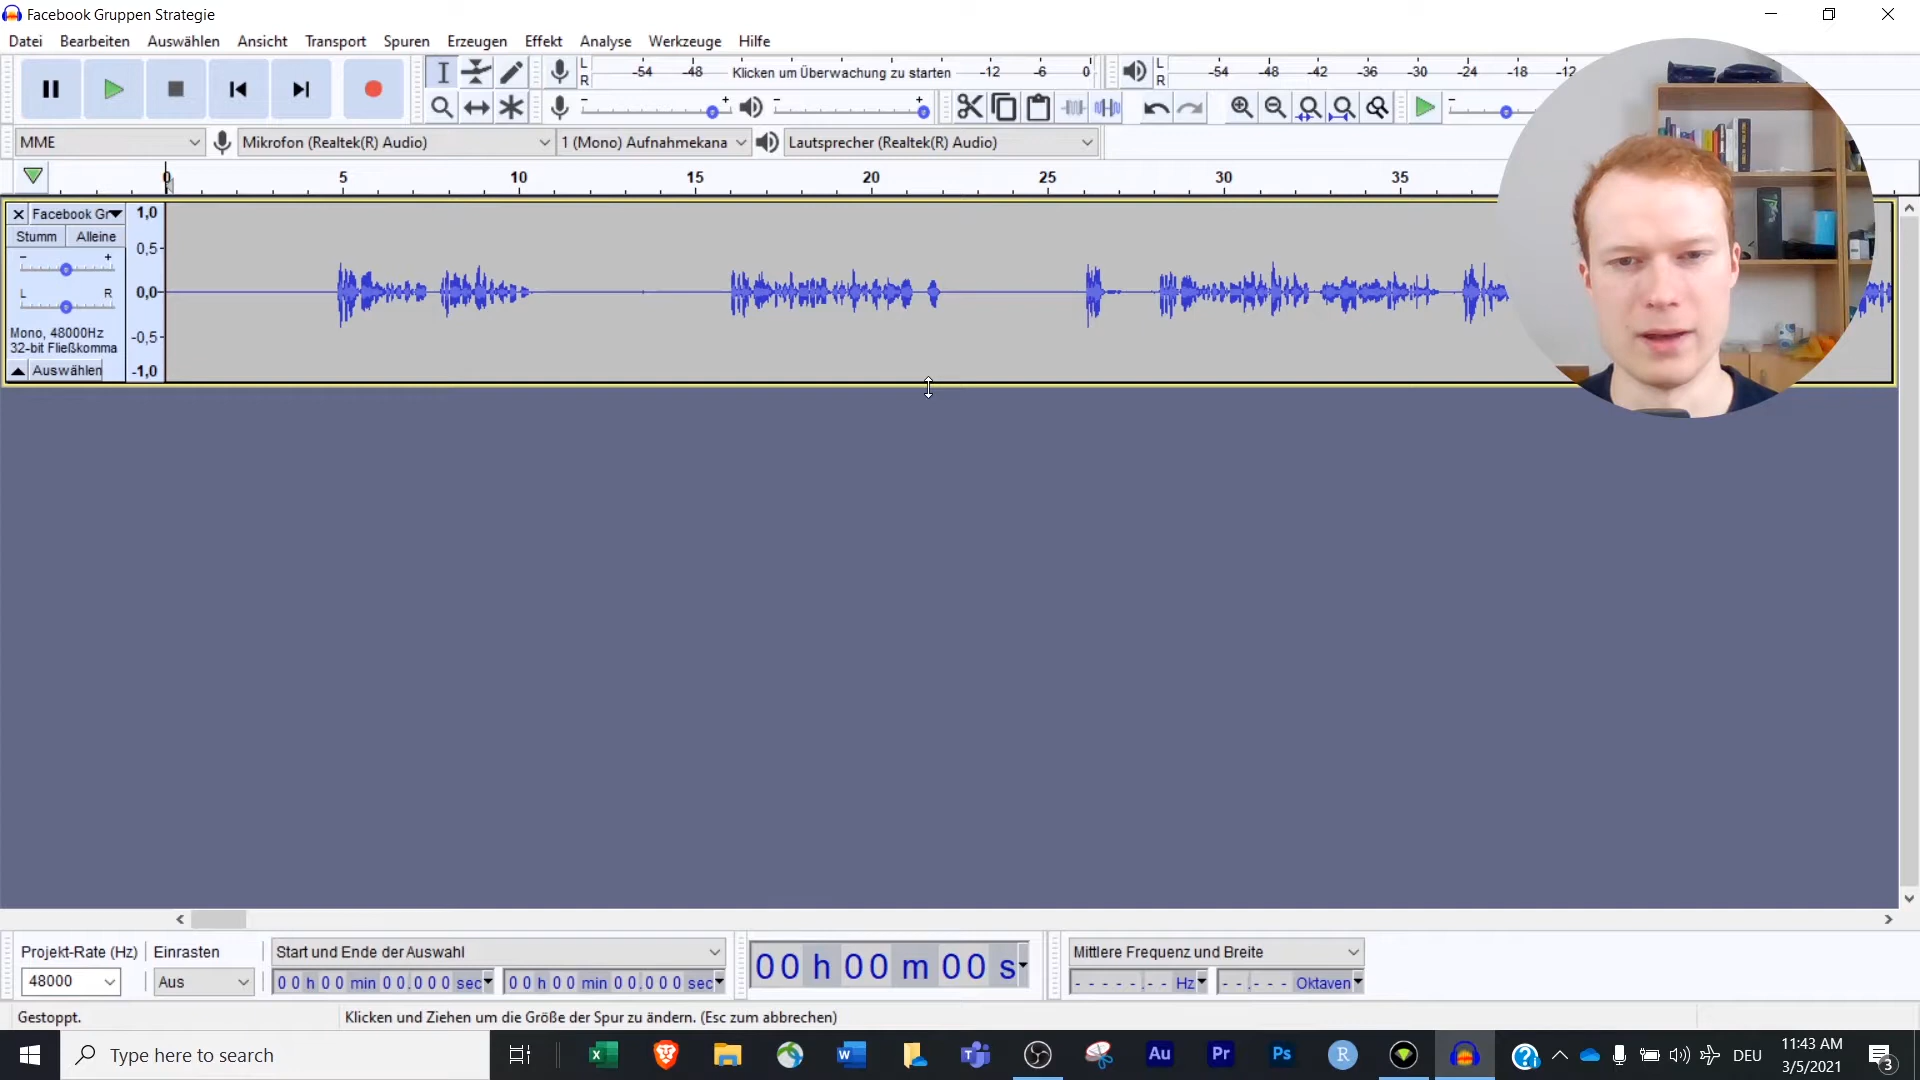 Facebook Gruppen Strategie
Datei Bearbeiten Auswählen Ansicht Transport Spuren Erzeugen Effekt Analyse Werkzeuge Hilfe
L R -54 -48 Klicken um Überwachung zu starten -12 -6 0 L R -54 -48 -42 -36 -30 -24 -18 -12
- + - + -
MME Mikrofon (Realtek(R) Audio) 1 (Mono) Aufnahmekana Lautsprecher (Realtek(R) Audio)
0 5 10 15 20 25 30 35
Facebook Gr 1,0
Stumm Alleine 0,5
- +
L R 0,0
Mono, 48000Hz -0,5
32-bit Fließkomma
Auswählen -1,0
Projekt-Rate (Hz) Einrasten Start und Ende der Auswahl 00 h 00 m 00 s Mittlere Frequenz und Breite
48000 Aus 00 h 00 min 00.000 sec 00 h 00 min 00.000 sec - - - - - . - - Hz - - . - - - Oktaven
Gestoppt. Klicken und Ziehen um die Größe der Spur zu ändern. (Esc zum abbrechen)
Type here to search Au Pr Ps R DEU 11:43 AM
3/5/2021 3